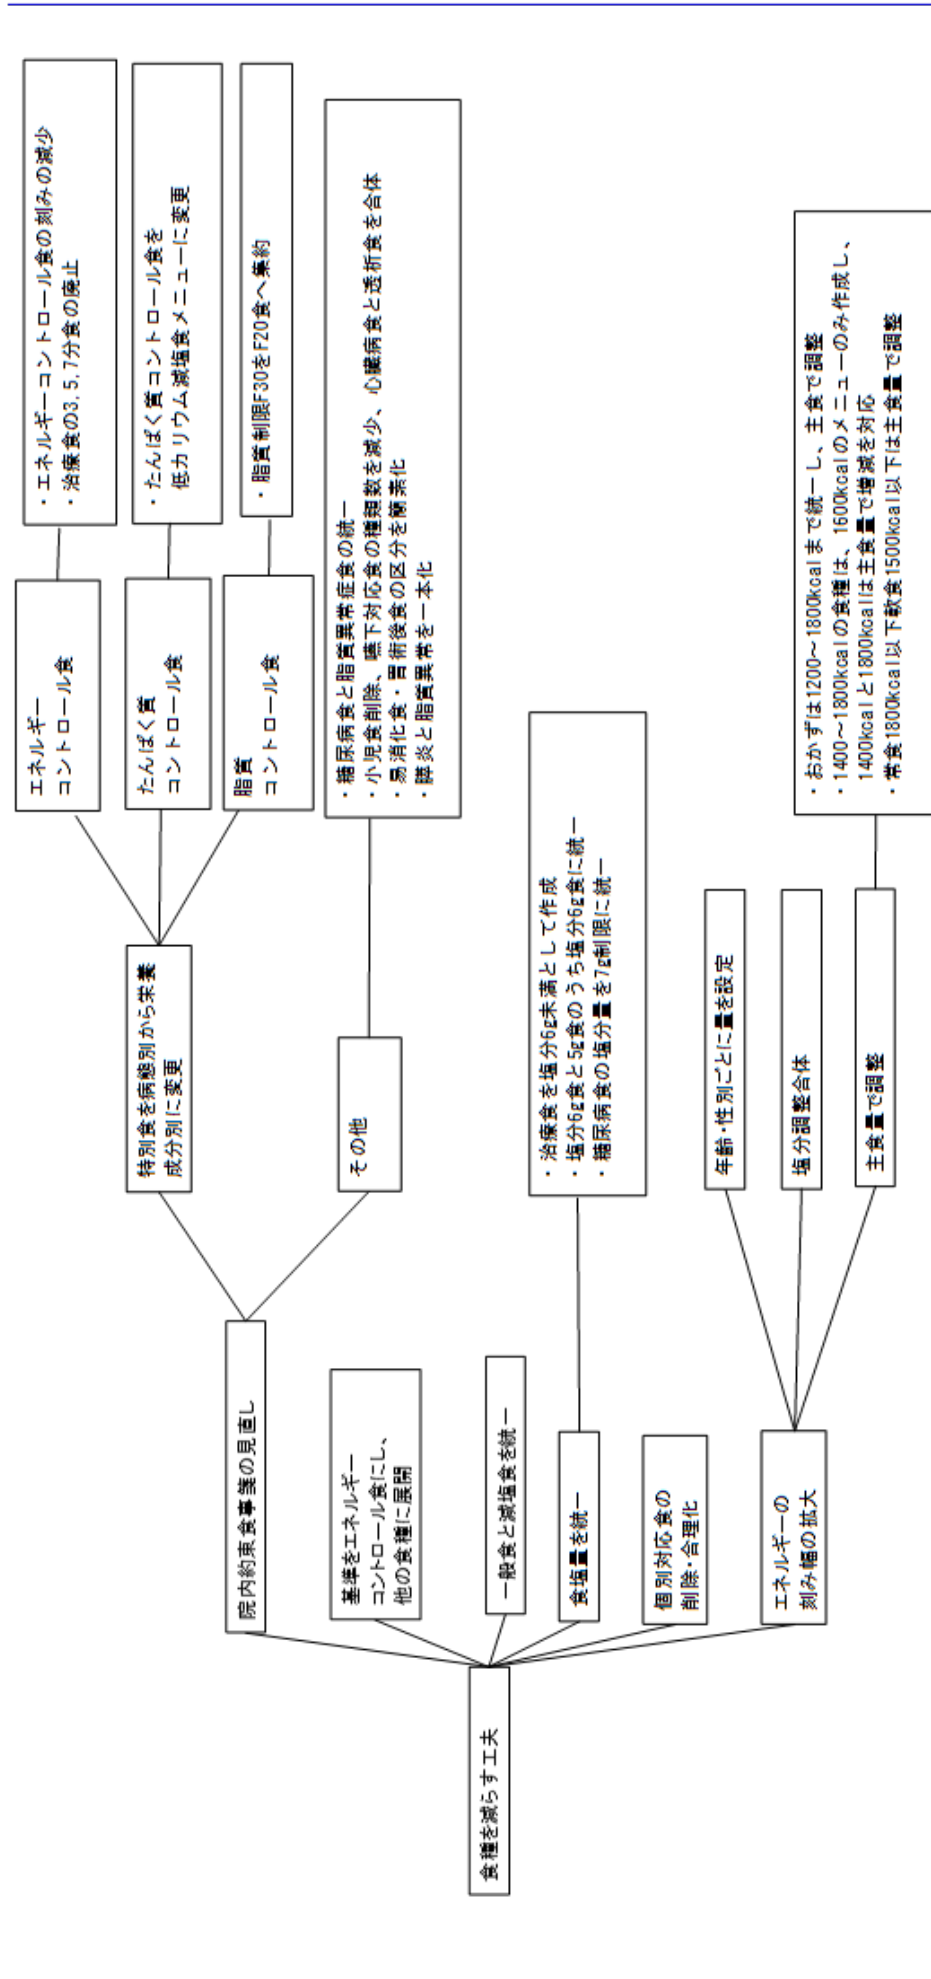 食種を減らす工夫
院内約束食事箋の見直し
特別食を病態別から栄養
成分別に変更
エネルギー
コントロール食
・エネルギーコントロール食の刻みの減少
・治療食の3,5,7分食の廃止
たんぱく質
コントロール食
・たんぱく質コントロール食を
低カリウム減塩食メニューに変更
脂質
コントロール食
・脂質制限F30をF20食へ集約
その他
・糖尿病食と脂質異常症食の統一
・小児食削除、嚥下対応食の種類数を減少、心臓病食と透析食を合体
・易消化食・胃術後食の区分を簡素化
・膵炎と脂質異常を一本化
基準をエネルギー
コントロール食にし、
他の食種に展開
一般食と減塩食を統一
食塩量を統一
・治療食を塩分6g未満として作成
・塩分6g食と5g食のうち塩分6g食に統一
・糖尿病食の塩分量を7g制限に統一
個別対応食の
削除・合理化
エネルギーの
刻み幅の拡大
年齢・性別ごとに量を設定
塩分調整合体
主食量で調整
・おかずは1200～1800kcalまで統一し、主食で調整
・1400～1800kcalの食種は、1600kcalのメニューのみ作成し、
1400kcalと1800kcalは主食量で増減を対応
・常食1800kcal以下軟食1500kcal以下は主食量で調整